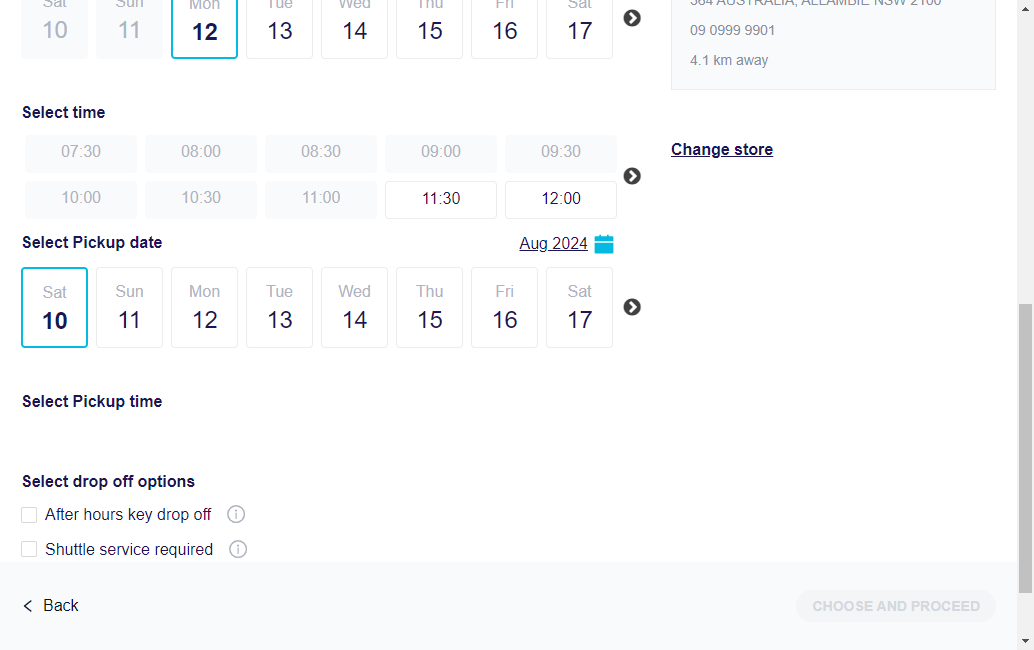 Sat Sun Mon Tue Wed Thu Fri Sat
10 11 12 13 14 15 16 17
364 AUSTRALIA, ALLAMBIE NSW 2100
09 0999 9901
4.1 km away
Select time
Change store
07:30 08:00 08:30 09:00 09:30
10:00 10:30 11:00 11:30 12:00
Select Pickup date Aug 2024
Sat Sun Mon Tue Wed Thu Fri Sat
10 11 12 13 14 15 16 17
Select Pickup time
Select drop off options
After hours key drop off
Shuttle service required
Back
CHOOSE AND PROCEED